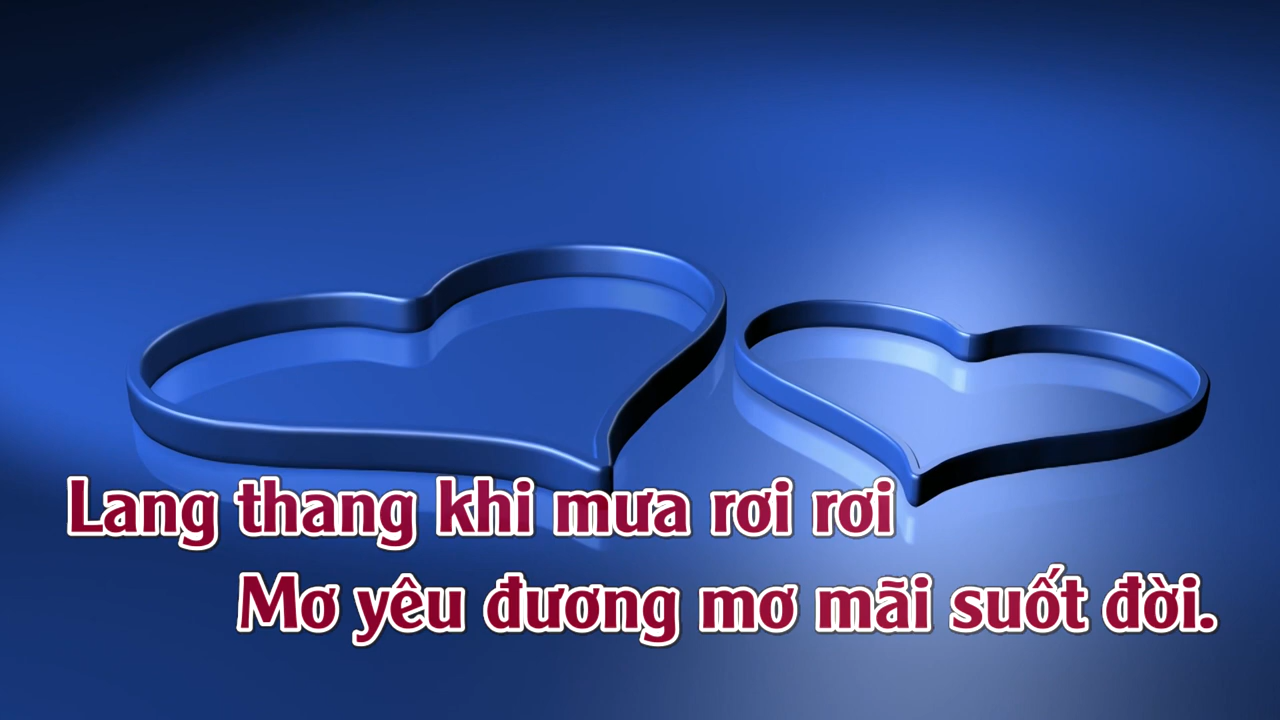 Lang thang khi mưa rơi rơi
Mơ yêu đương mơ mãi suốt đời.